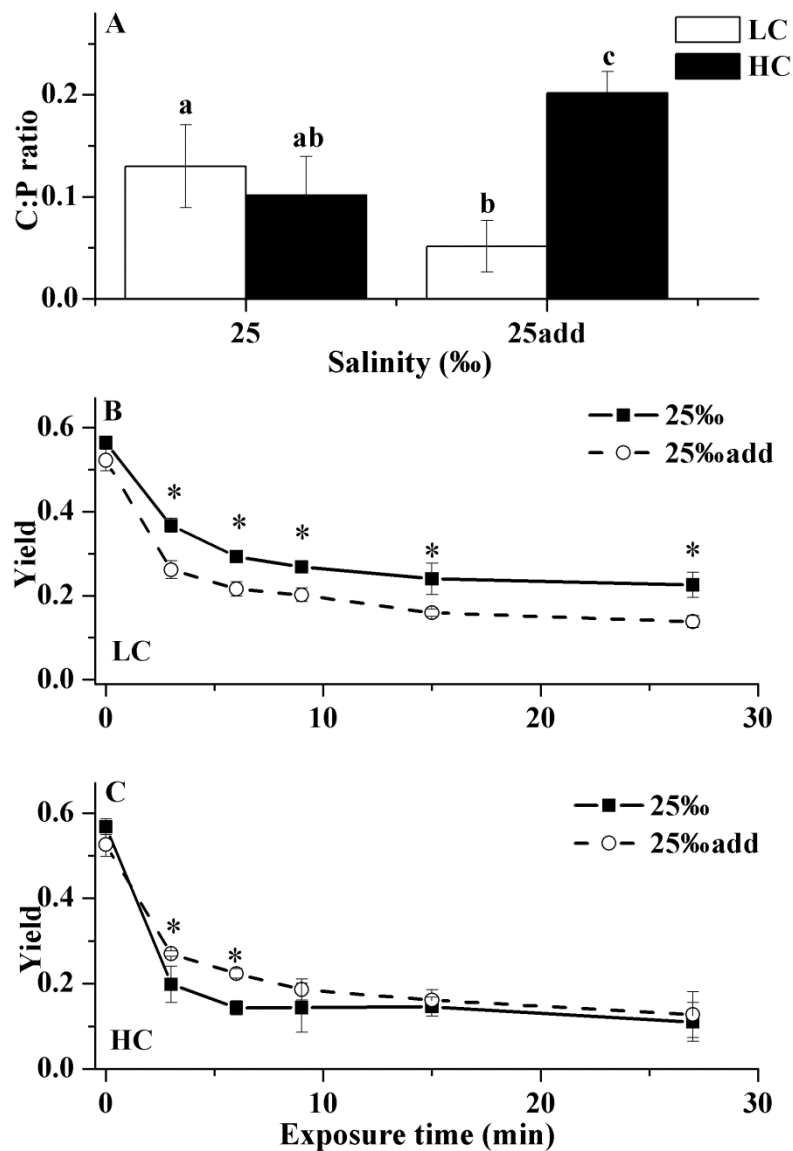 A
LC
HC
c
a
ab
b
C:P ratio
0.2
0.1
0.0
25
25add
Salinity (‰)
B
25‰
25‰add
Yield
0.6
0.4
0.2
0.0
* * * * *
LC
0 10 20 30
C
25‰
25‰add
Yield
0.6
0.4
0.2
0.0
* *
HC
0 10 20 30
Exposure time (min)